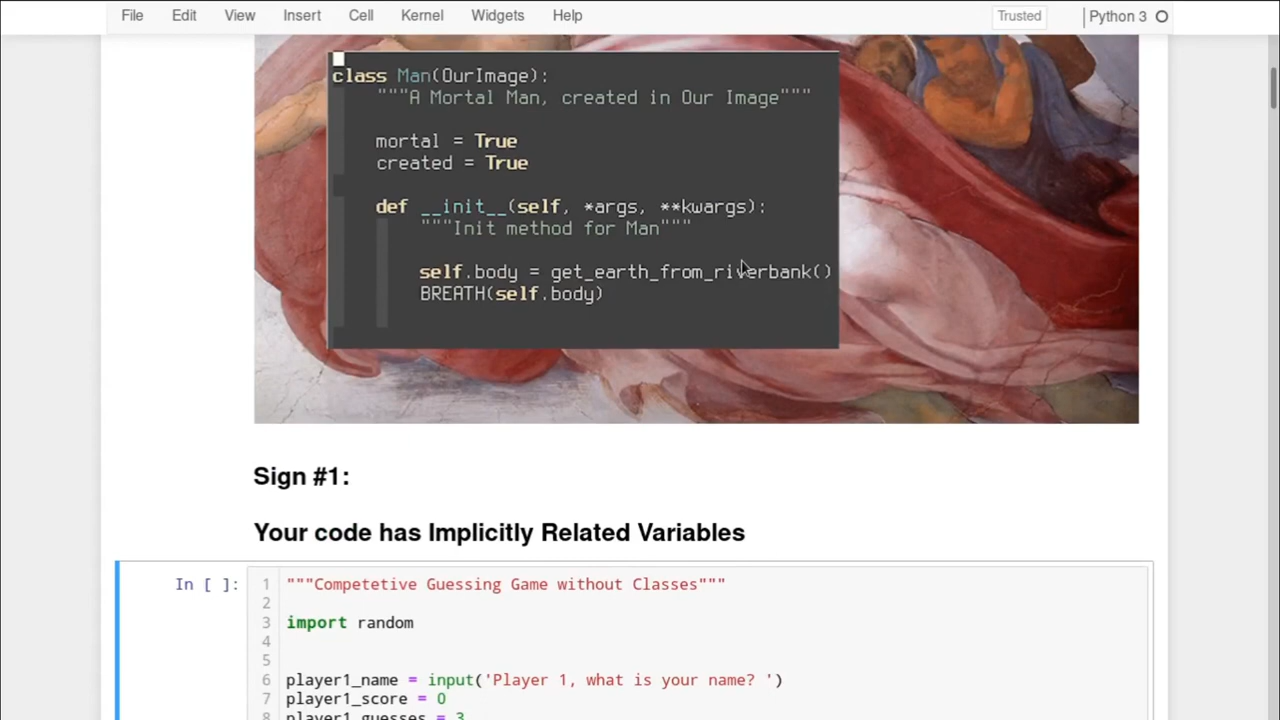 File Edit View Insert Cell Kernel Widgets Help Trusted Python 3
class Man(OurImage):
"""A Mortal Man, created in Our Image"""
mortal = True
created = True
def __init__(self, *args, **kwargs):
"""Init method for Man"""
self.body = get_earth_from_riverbank()
BREATH(self.body)
Sign #1:
Your code has Implicitly Related Variables
In [ ]:
1 """Competetive Guessing Game without Classes"""
2
3 import random
4
5
6 player1_name = input('Player 1, what is your name? ')
7 player1_score = 0
8 player1_guesses = 3